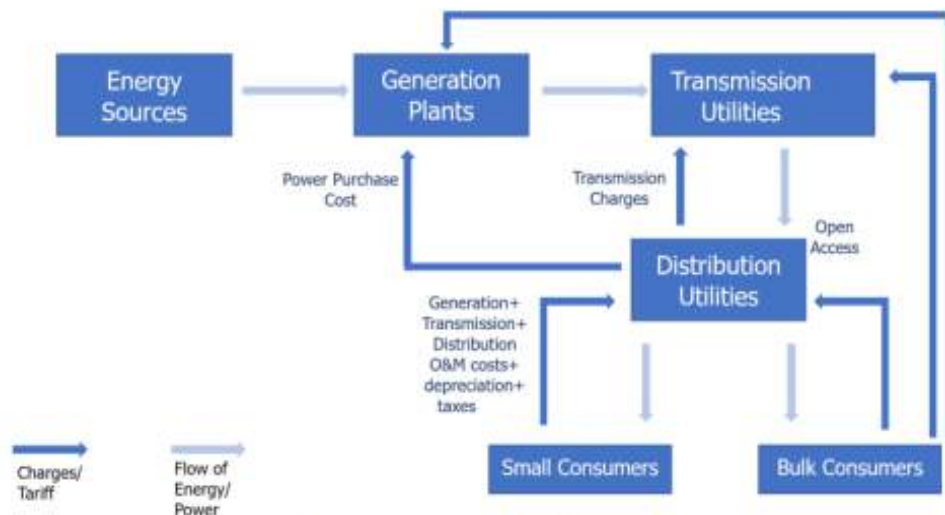 Energy
Sources
Generation
Plants
Transmission
Utilities
Power Purchase
Cost
Transmission
Charges
Open
Access
Distribution
Utilities
Generation+
Transmission+
Distribution
O&M costs+
depreciation+
taxes
Small Consumers
Bulk Consumers
Charges/
Tariff
Flow of
Energy/
Power